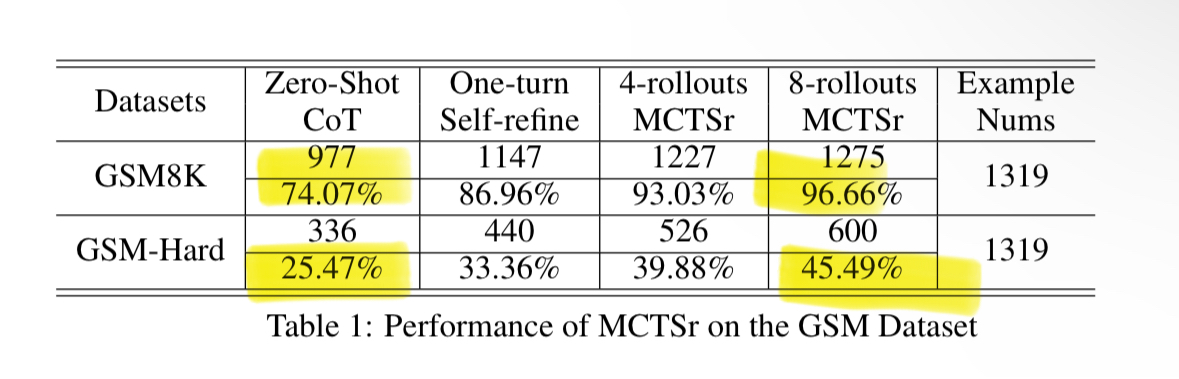 Datasets Zero-Shot CoT One-turn Self-refine 4-rollouts MCTSr 8-rollouts MCTSr Example Nums
GSM8K 977 1147 1227 1275 1319
74.07% 86.96% 93.03% 96.66%
GSM-Hard 336 440 526 600 1319
25.47% 33.36% 39.88% 45.49%
Table 1: Performance of MCTSr on the GSM Dataset